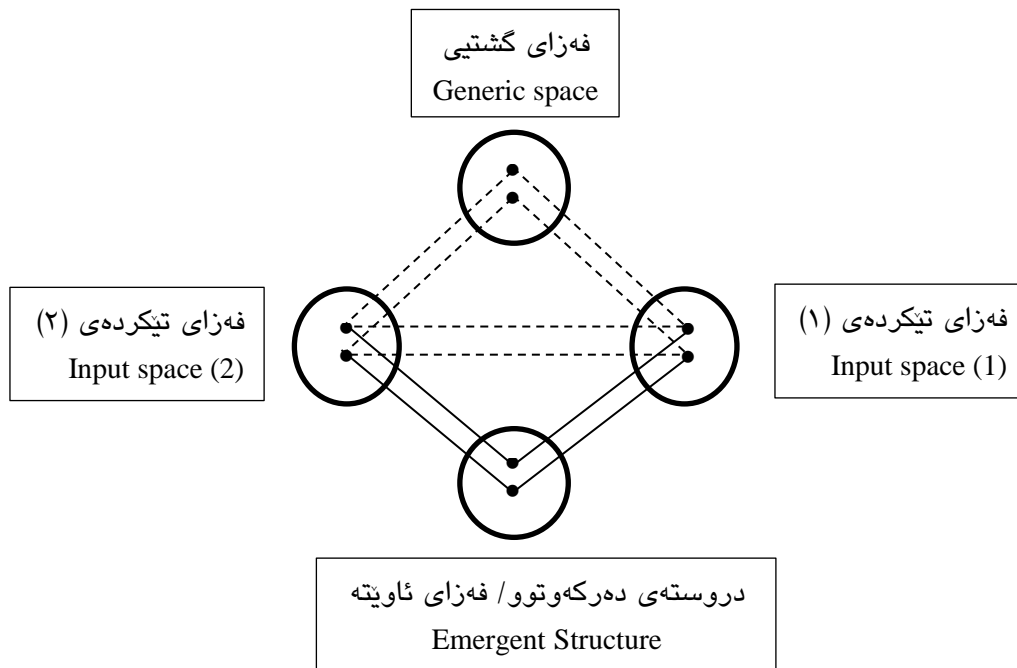 فەزای گشتیی
Generic space
فەزای تێکردەی (١)
Input space (1)
فەزای تێکردەی (٢)
Input space (2)
دروستەی دەرکەوتوو/ فەزای ئاوێتە
Emergent Structure